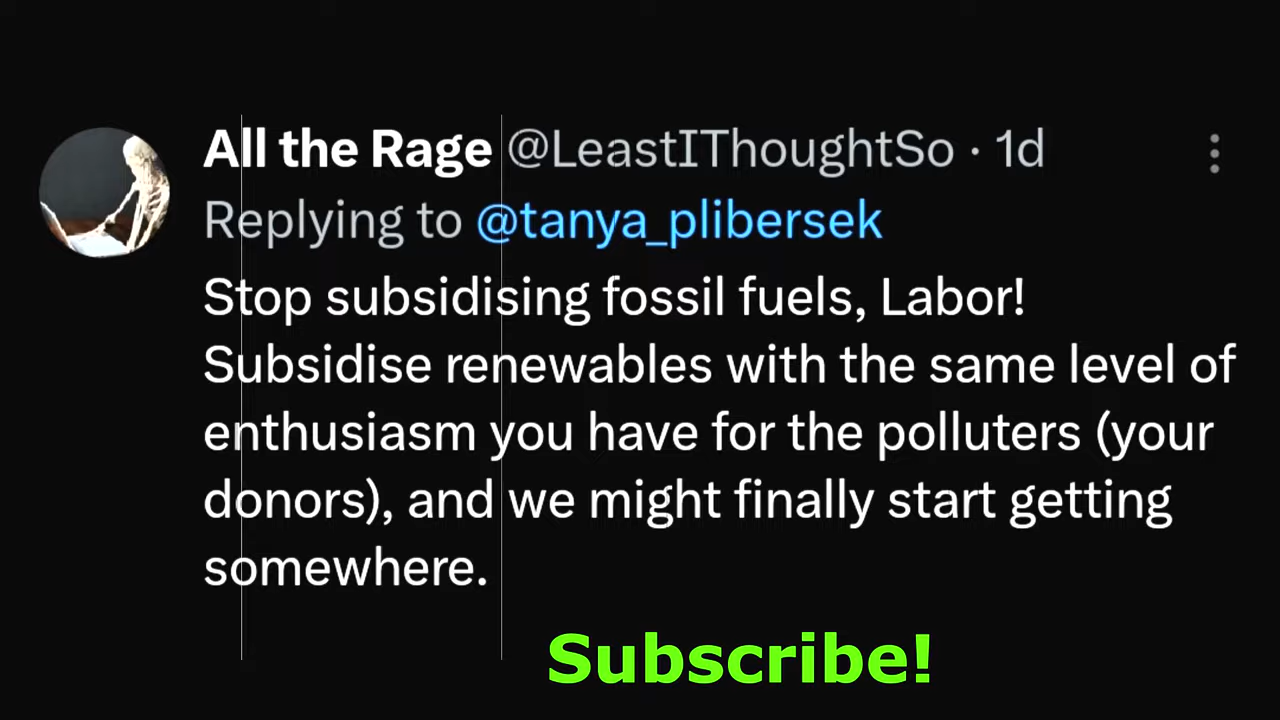 All the Rage @LeastIThoughtSo · 1d
Replying to @tanya_plibersek
Stop subsidising fossil fuels, Labor!
Subsidise renewables with the same level of
enthusiasm you have for the polluters (your
donors), and we might finally start getting
somewhere.
Subscribe!